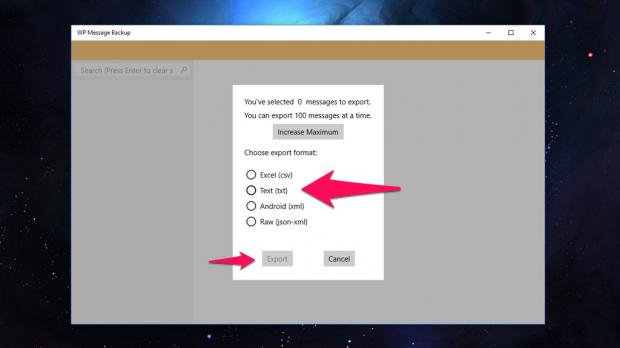 WP Message Backup
Search (Press Enter to clear s
You've selected 0 messages to export.
You can export 100 messages at a time.
Increase Maximum
Choose export format:
Excel (csv)
Text (txt)
Android (xml)
Raw (json-xml)
Export
Cancel